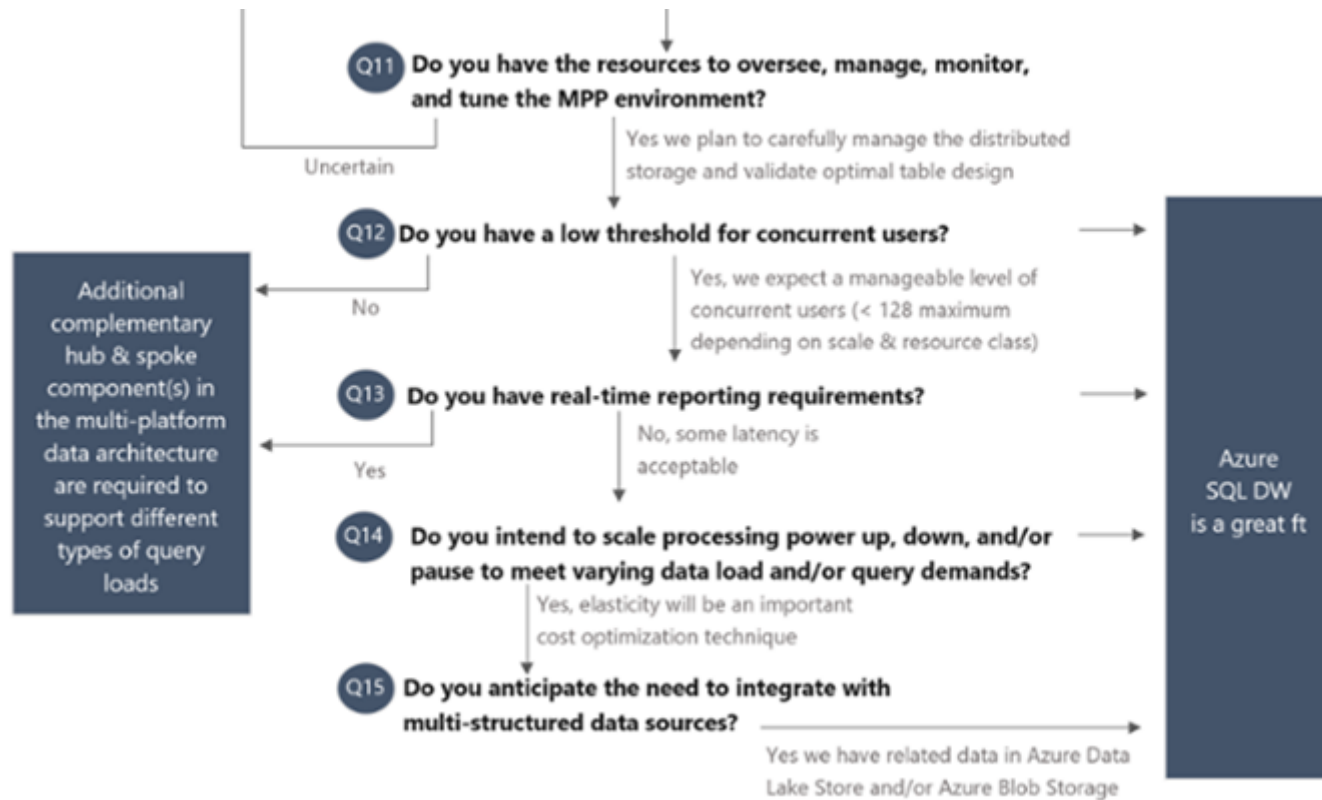 Q11 Do you have the resources to oversee, manage, monitor,
and tune the MPP environment?
Uncertain
Yes we plan to carefully manage the distributed
storage and validate optimal table design
Q12 Do you have a low threshold for concurrent users?
No
Yes, we expect a manageable level of
concurrent users (< 128 maximum
depending on scale & resource class)
Additional
complementary
hub & spoke
component(s) in
the multi-platform
data architecture
are required to
support different
types of query
loads
Q13 Do you have real-time reporting requirements?
Yes
No, some latency is
acceptable
Q14 Do you intend to scale processing power up, down, and/or
pause to meet varying data load and/or query demands?
Yes, elasticity will be an important
cost optimization technique
Q15 Do you anticipate the need to integrate with
multi-structured data sources?
Yes we have related data in Azure Data
Lake Store and/or Azure Blob Storage
Azure
SQL DW
is a great ft